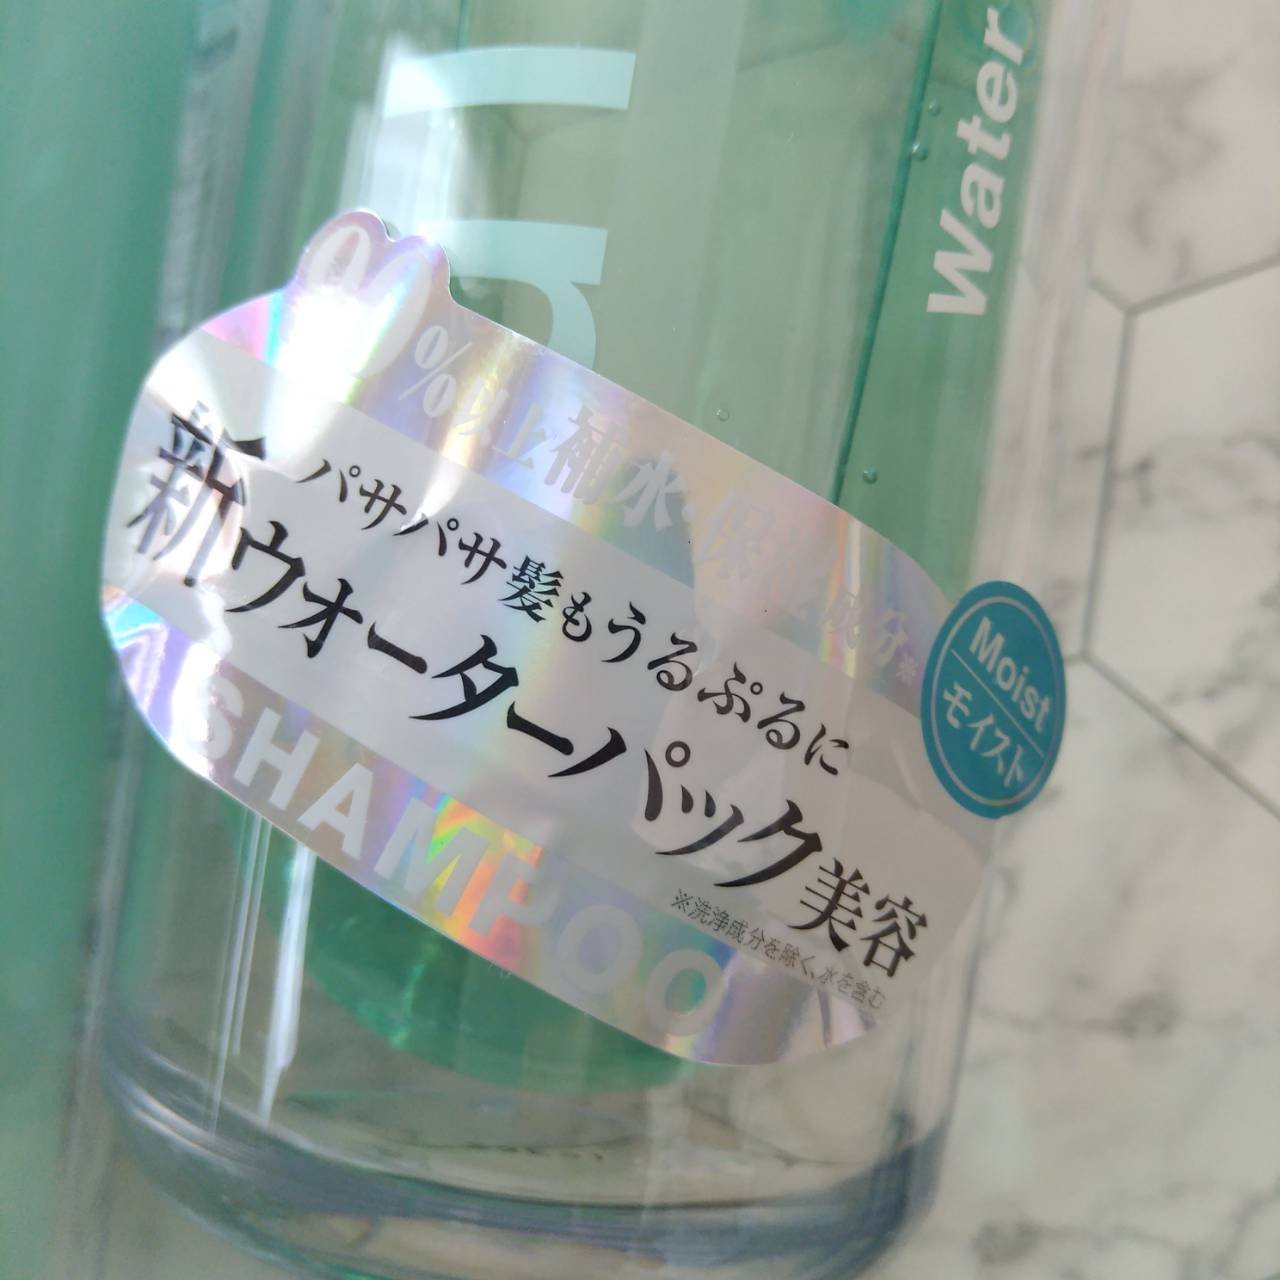 Water
90%以上補水・保湿成分※
パサパサ髪もうるぷるに
新ウォーターパック美容
※洗浄成分を除く、水を含む
SHAMPOO
Moist
モイスト